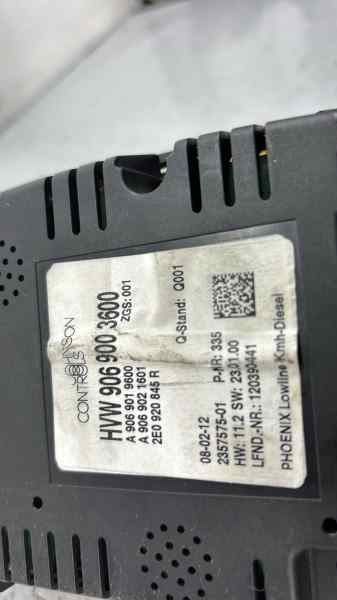 JOHNSON
CONTROLS
HVW 906 900 3600
ZGS: 001
A 906 901 9600
A 906 902 1601
2E0 920 845 R
Q-Stand: Q001
08-02-12
P-NR: 335
2357575-01
HW: 11.2 SW: 23.01.00
LFND.-NR.: 120390441
PHOENIX Lowline Kmh-Diesel